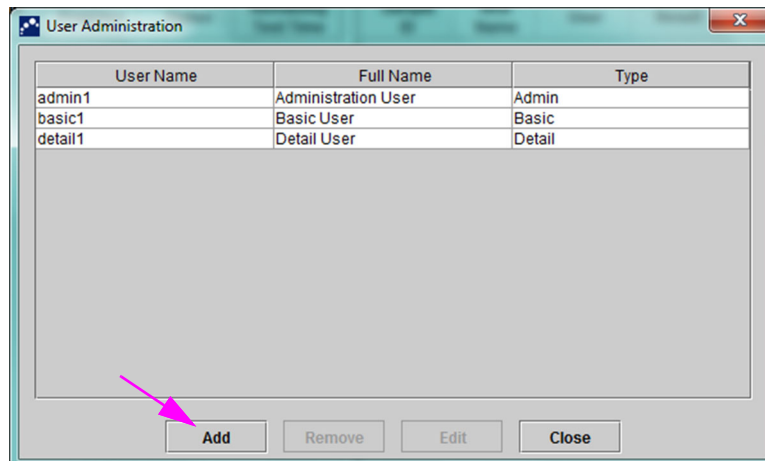 User Administration
User Name Full Name Type
admin1 Administration User Admin
basic1 Basic User Basic
detail1 Detail User Detail
Add Remove Edit Close